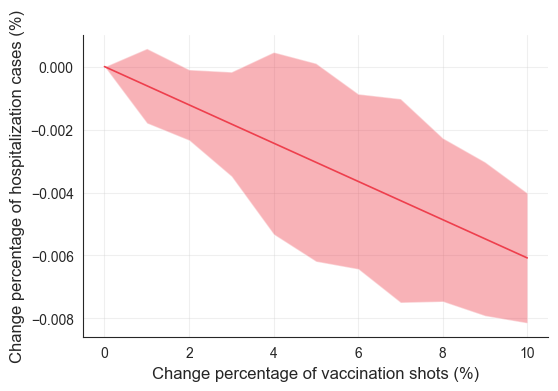 Change percentage of hospitalization cases (%)
0.000
−0.002
−0.004
−0.006
−0.008
0 2 4 6 8 10
Change percentage of vaccination shots (%)